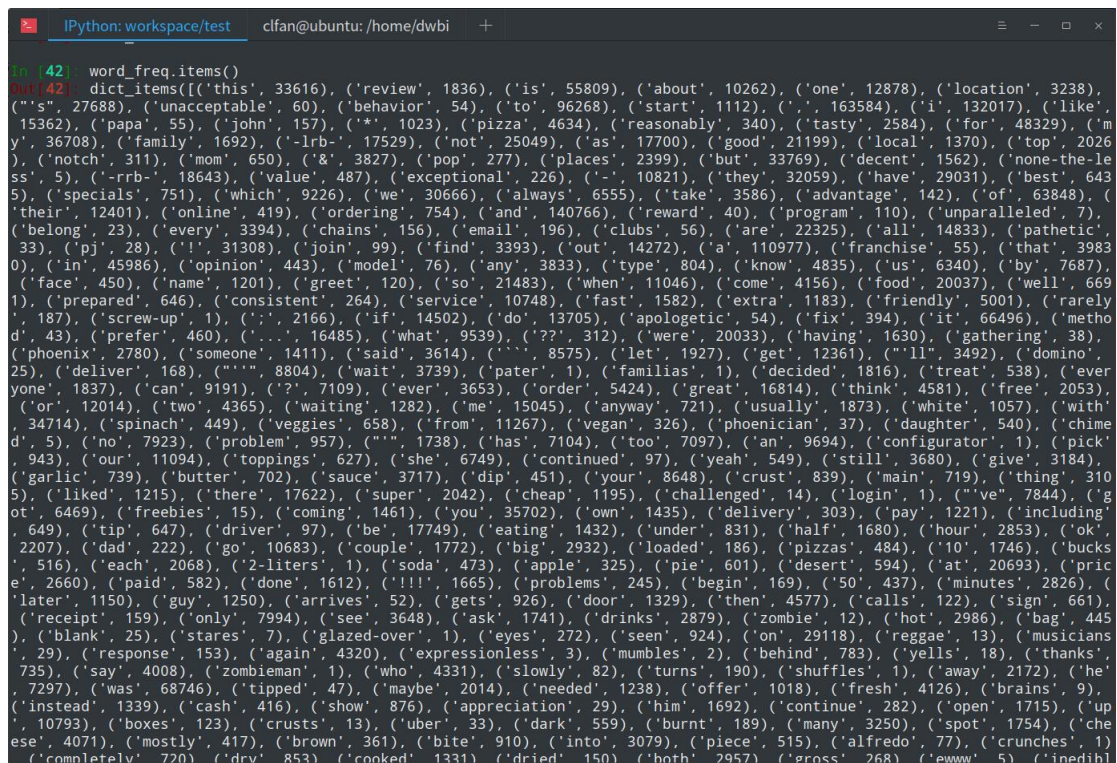 IPython: workspace/test clfan@ubuntu: /home/dwbi
In [42]: word_freq.items()
Out[42]: dict_items([('this', 33616), ('review', 1836), ('is', 55809), ('about', 10262), ('one', 12878), ('location', 3238),
("'s", 27688), ('unacceptable', 60), ('behavior', 54), ('to', 96268), ('start', 1112), (',', 163584), ('i', 132017), ('like',
15362), ('papa', 55), ('john', 157), ('*', 1023), ('pizza', 4634), ('reasonably', 340), ('tasty', 2584), ('for', 48329), ('m
y', 36708), ('family', 1692), ('-lrb-', 17529), ('not', 25049), ('as', 17700), ('good', 21199), ('local', 1370), ('top', 2026
), ('notch', 311), ('mom', 650), ('&', 3827), ('pop', 277), ('places', 2399), ('but', 33769), ('decent', 1562), ('none-the-le
ss', 5), ('-rrb-', 18643), ('value', 487), ('exceptional', 226), ('-', 10821), ('they', 32059), ('have', 29031), ('best', 643
5), ('specials', 751), ('which', 9226), ('we', 30666), ('always', 6555), ('take', 3586), ('advantage', 142), ('of', 63848), (
'their', 12401), ('online', 419), ('ordering', 754), ('and', 140766), ('reward', 40), ('program', 110), ('unparalleled', 7),
('belong', 23), ('every', 3394), ('chains', 156), ('email', 196), ('clubs', 56), ('are', 22325), ('all', 14833), ('pathetic',
33), ('pj', 28), ('!', 31308), ('join', 99), ('find', 3393), ('out', 14272), ('a', 110977), ('franchise', 55), ('that', 3983
0), ('in', 45986), ('opinion', 443), ('model', 76), ('any', 3833), ('type', 804), ('know', 4835), ('us', 6340), ('by', 7687),
('face', 450), ('name', 1201), ('greet', 120), ('so', 21483), ('when', 11046), ('come', 4156), ('food', 20037), ('well', 669
1), ('prepared', 646), ('consistent', 264), ('service', 10748), ('fast', 1582), ('extra', 1183), ('friendly', 5001), ('rarely
', 187), ('screw-up', 1), (';', 2166), ('if', 14502), ('do', 13705), ('apologetic', 54), ('fix', 394), ('it', 66496), ('metho
d', 43), ('prefer', 460), ('...', 16485), ('what', 9539), ('??', 312), ('were', 20033), ('having', 1630), ('gathering', 38),
('phoenix', 2780), ('someone', 1411), ('said', 3614), ('``', 8575), ('let', 1927), ('get', 12361), ("'ll", 3492), ('domino',
25), ('deliver', 168), ("''", 8804), ('wait', 3739), ('pater', 1), ('familias', 1), ('decided', 1816), ('treat', 538), ('ever
yone', 1837), ('can', 9191), ('?', 7109), ('ever', 3653), ('order', 5424), ('great', 16814), ('think', 4581), ('free', 2053),
('or', 12014), ('two', 4365), ('waiting', 1282), ('me', 15045), ('anyway', 721), ('usually', 1873), ('white', 1057), ('with'
, 34714), ('spinach', 449), ('veggies', 658), ('from', 11267), ('vegan', 326), ('phoenician', 37), ('daughter', 540), ('chime
d', 5), ('no', 7923), ('problem', 957), ("'", 1738), ('has', 7104), ('too', 7097), ('an', 9694), ('configurator', 1), ('pick'
, 943), ('our', 11094), ('toppings', 627), ('she', 6749), ('continued', 97), ('yeah', 549), ('still', 3680), ('give', 3184),
('garlic', 739), ('butter', 702), ('sauce', 3717), ('dip', 451), ('your', 8648), ('crust', 839), ('main', 719), ('thing', 310
5), ('liked', 1215), ('there', 17622), ('super', 2042), ('cheap', 1195), ('challenged', 14), ('login', 1), ("'ve", 7844), ('g
ot', 6469), ('freebies', 15), ('coming', 1461), ('you', 35702), ('own', 1435), ('delivery', 303), ('pay', 1221), ('including'
, 649), ('tip', 647), ('driver', 97), ('be', 17749), ('eating', 1432), ('under', 831), ('half', 1680), ('hour', 2853), ('ok',
2207), ('dad', 222), ('go', 10683), ('couple', 1772), ('big', 2932), ('loaded', 186), ('pizzas', 484), ('10', 1746), ('bucks
', 516), ('each', 2068), ('2-liters', 1), ('soda', 473), ('apple', 325), ('pie', 601), ('desert', 594), ('at', 20693), ('pric
e', 2660), ('paid', 582), ('done', 1612), ('!!!', 1665), ('problems', 245), ('begin', 169), ('50', 437), ('minutes', 2826), (
'later', 1150), ('guy', 1250), ('arrives', 52), ('gets', 926), ('door', 1329), ('then', 4577), ('calls', 122), ('sign', 661),
('receipt', 159), ('only', 7994), ('see', 3648), ('ask', 1741), ('drinks', 2879), ('zombie', 12), ('hot', 2986), ('bag', 445
), ('blank', 25), ('stares', 7), ('glazed-over', 1), ('eyes', 272), ('seen', 924), ('on', 29118), ('reggae', 13), ('musicians
', 29), ('response', 153), ('again', 4320), ('expressionless', 3), ('mumbles', 2), ('behind', 783), ('yells', 18), ('thanks',
735), ('say', 4008), ('zombieman', 1), ('who', 4331), ('slowly', 82), ('turns', 190), ('shuffles', 1), ('away', 2172), ('he'
, 7297), ('was', 68746), ('tipped', 47), ('maybe', 2014), ('needed', 1238), ('offer', 1018), ('fresh', 4126), ('brains', 9),
('instead', 1339), ('cash', 416), ('show', 876), ('appreciation', 29), ('him', 1692), ('continue', 282), ('open', 1715), ('up
', 10793), ('boxes', 123), ('crusts', 13), ('uber', 33), ('dark', 559), ('burnt', 189), ('many', 3250), ('spot', 1754), ('che
ese', 4071), ('mostly', 417), ('brown', 361), ('bite', 910), ('into', 3079), ('piece', 515), ('alfredo', 77), ('crunches', 1)
, ('completely', 720), ('dry', 853), ('cooked', 1331), ('dried', 150), ('both', 2957), ('gross', 268), ('ewww', 5), ('inedibl